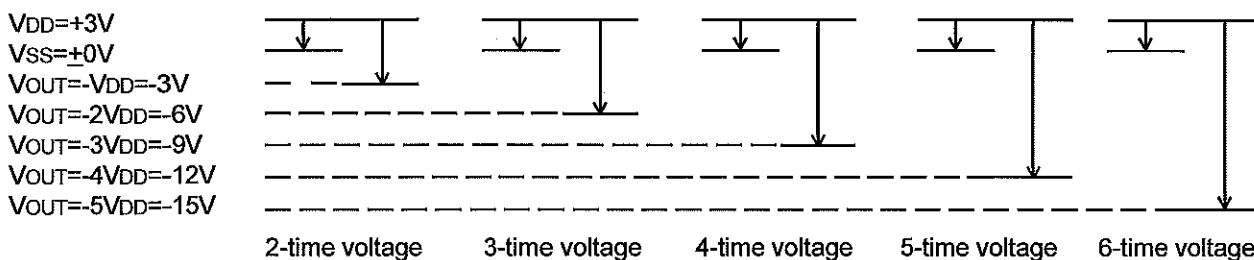 VDD=+3V
VSS=±0V
VOUT=-VDD=-3V
VOUT=-2VDD=-6V
VOUT=-3VDD=-9V
VOUT=-4VDD=-12V
VOUT=-5VDD=-15V
2-time voltage 3-time voltage 4-time voltage 5-time voltage 6-time voltage